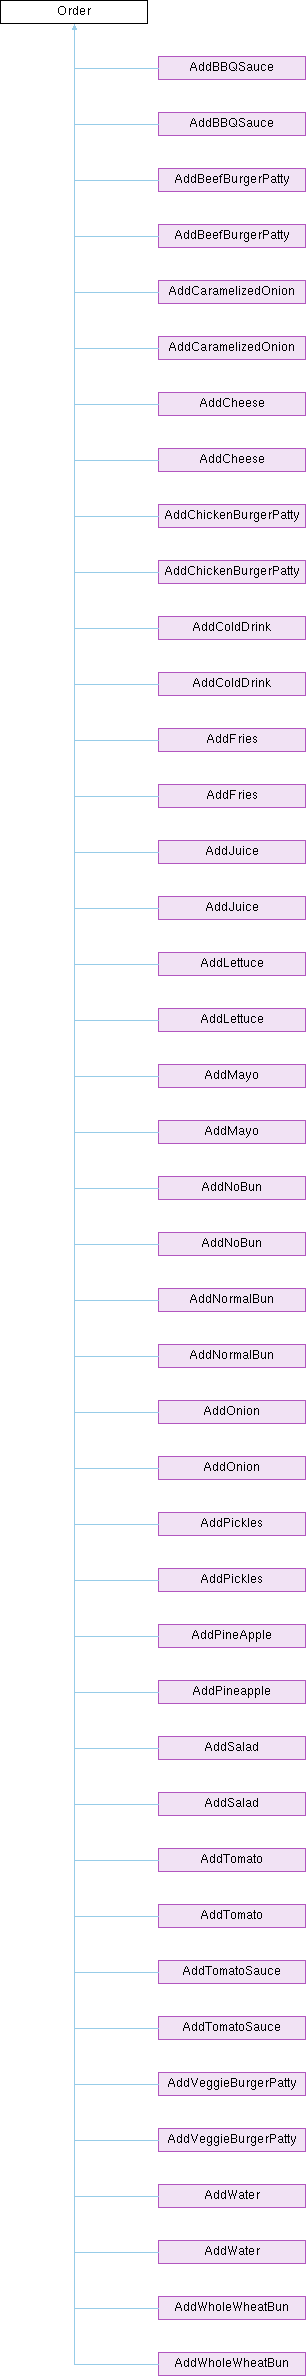 Order
AddBBQSauce
AddBBQSauce
AddBeefBurgerPatty
AddBeefBurgerPatty
AddCaramelizedOnion
AddCaramelizedOnion
AddCheese
AddCheese
AddChickenBurgerPatty
AddChickenBurgerPatty
AddColdDrink
AddColdDrink
AddFries
AddFries
AddJuice
AddJuice
AddLettuce
AddLettuce
AddMayo
AddMayo
AddNoBun
AddNoBun
AddNormalBun
AddNormalBun
AddOnion
AddOnion
AddPickles
AddPickles
AddPineApple
AddPineapple
AddSalad
AddSalad
AddTomato
AddTomato
AddTomatoSauce
AddTomatoSauce
AddVeggieBurgerPatty
AddVeggieBurgerPatty
AddWater
AddWater
AddWholeWheatBun
AddWholeWheatBun